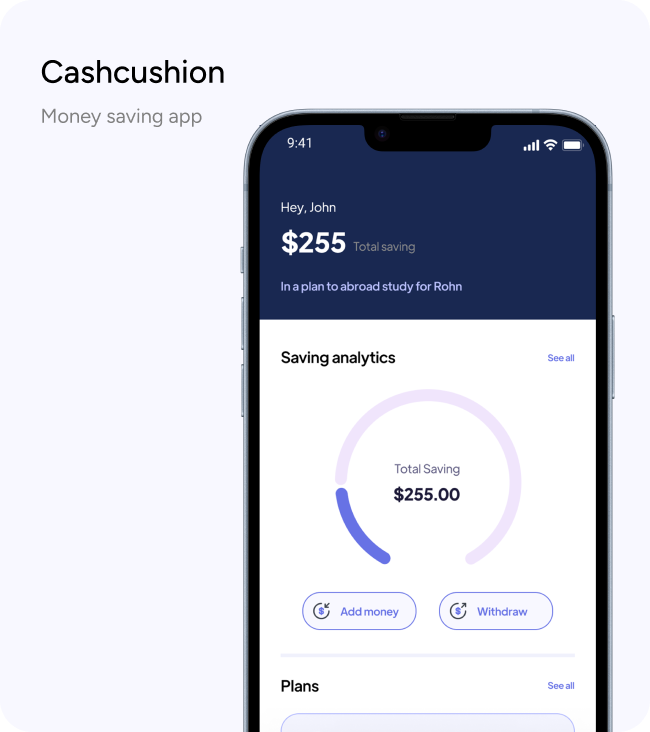 Cashcushion
Money saving app
9:41
Hey, John
$255 Total saving
In a plan to abroad study for Rohn
Saving analytics See all
Total Saving
$255.00
Add money Withdraw
Plans See all